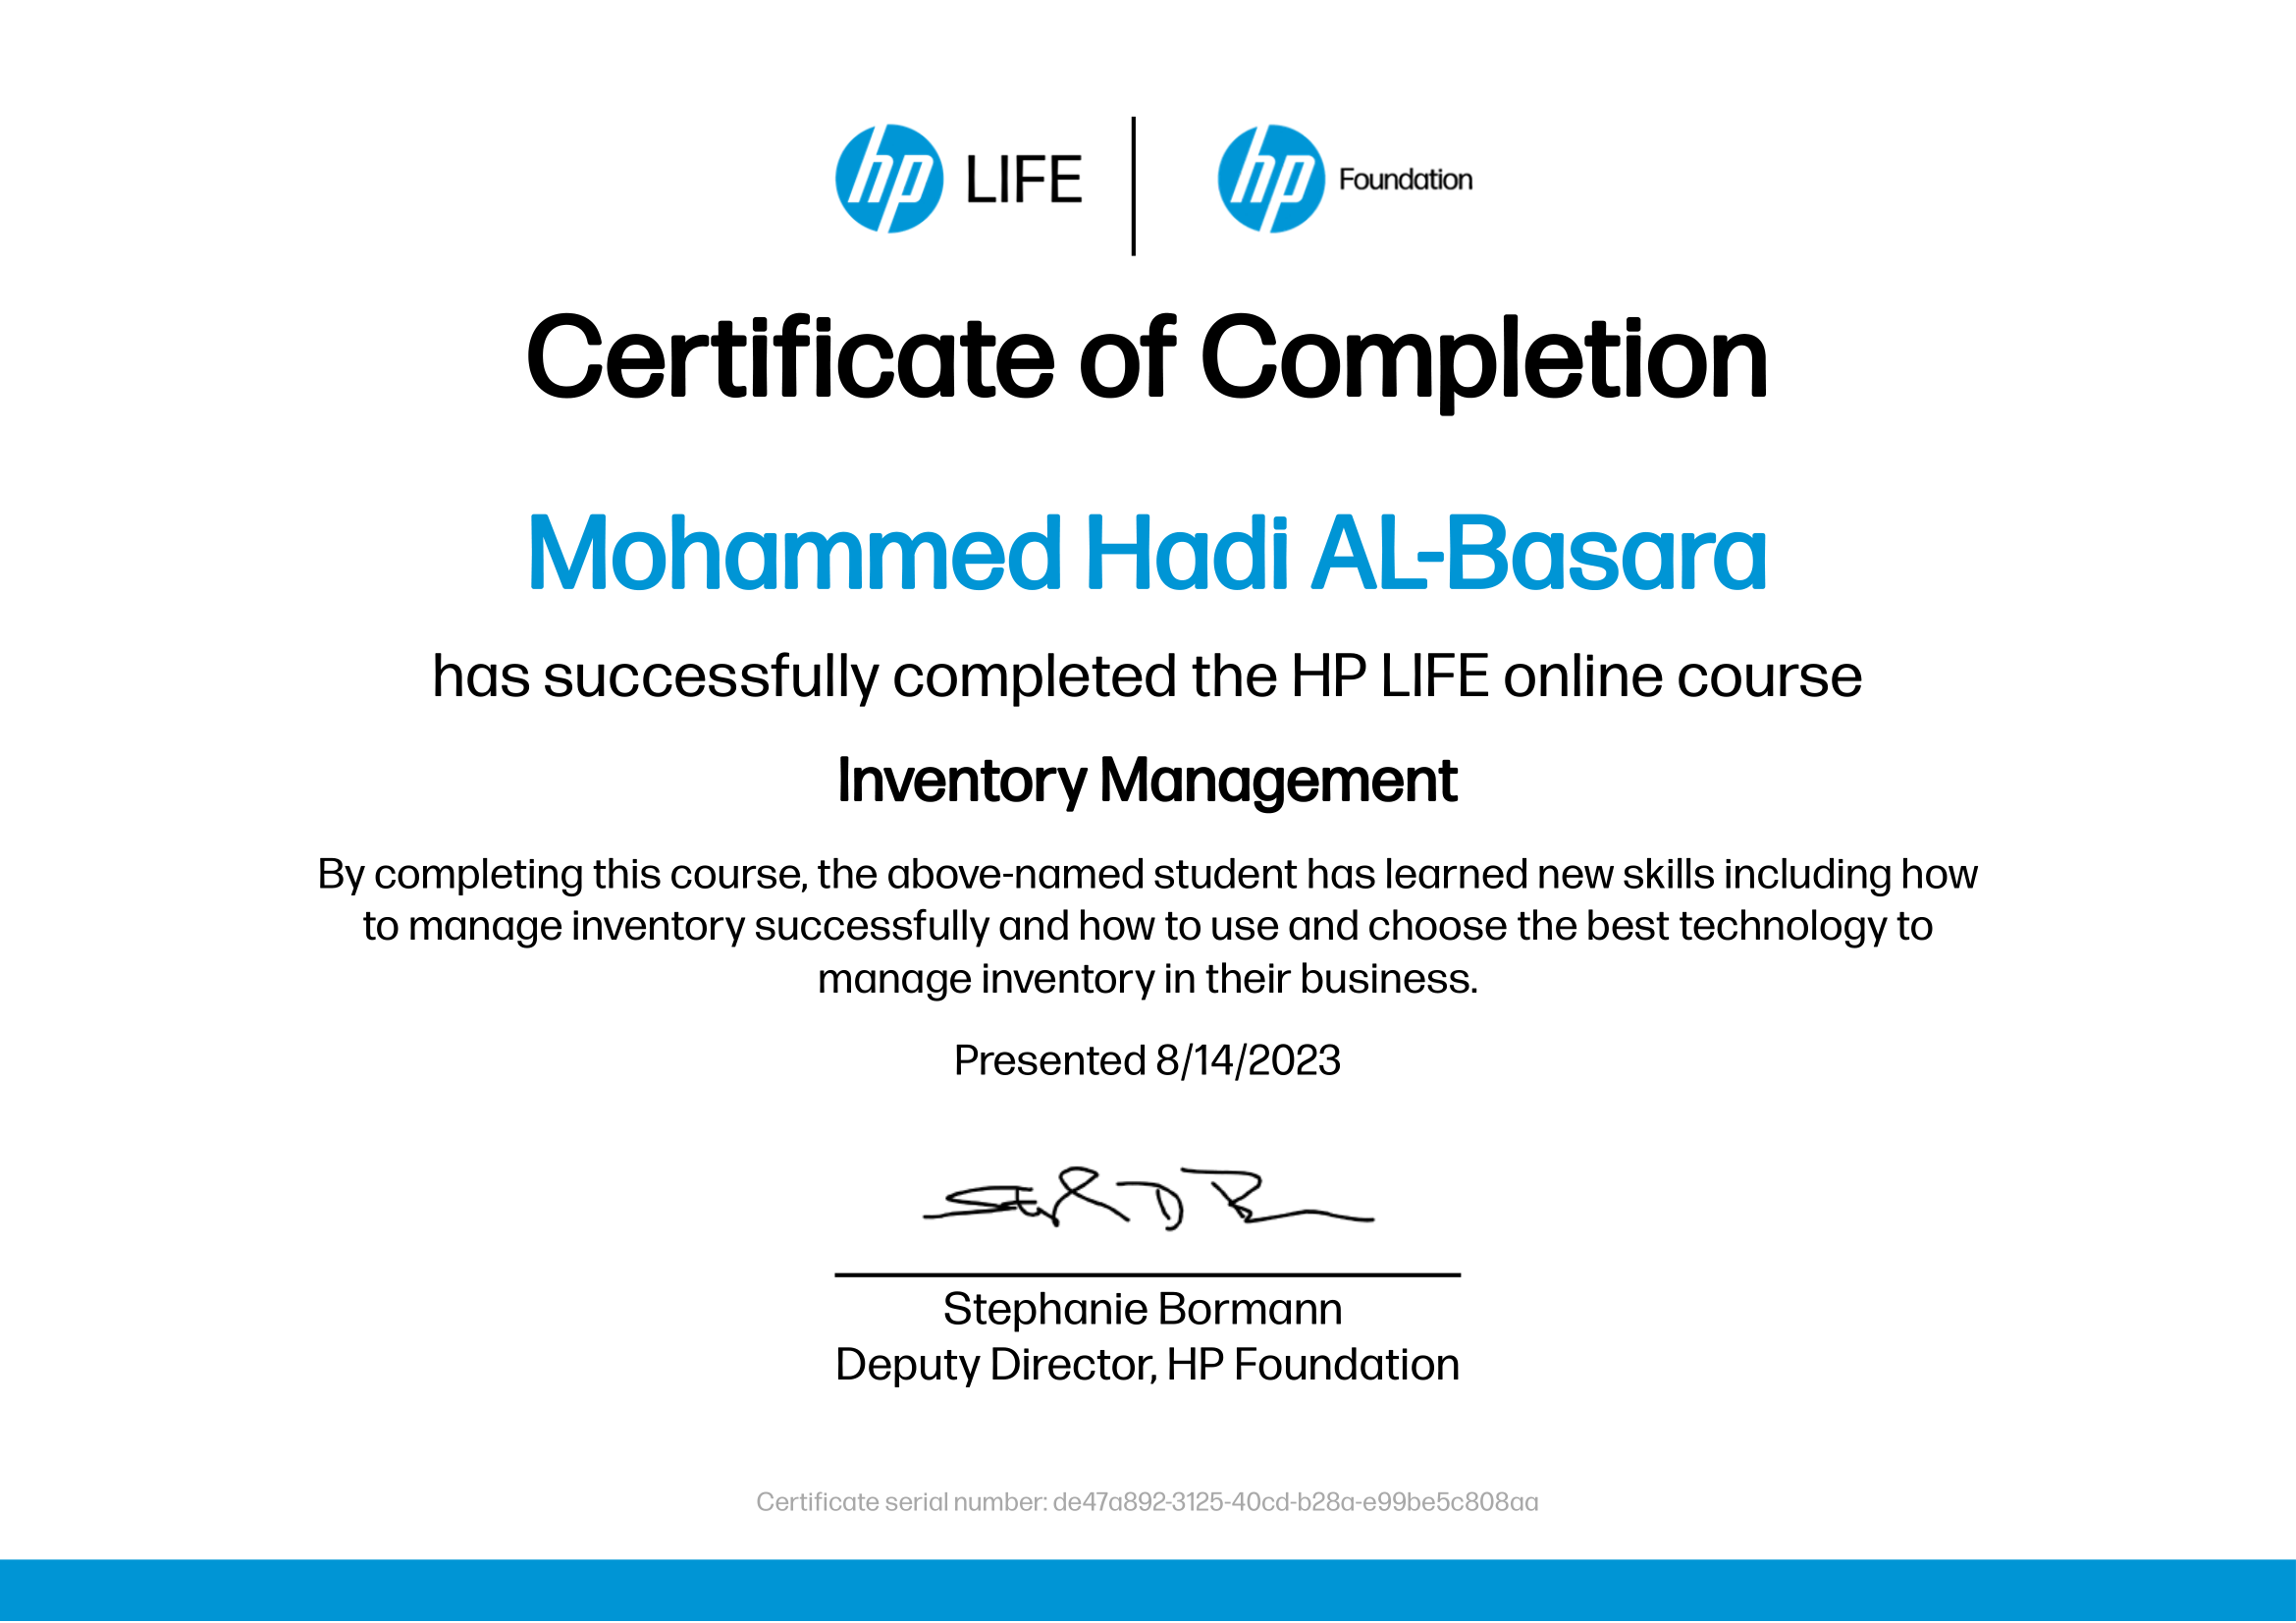 hp LIFE hp Foundation
Certificate of Completion
Mohammed Hadi AL-Basara
has successfully completed the HP LIFE online course
Inventory Management
By completing this course, the above-named student has learned new skills including how
to manage inventory successfully and how to use and choose the best technology to
manage inventory in their business.
Presented 8/14/2023
Stephanie Bormann
Deputy Director, HP Foundation
Certificate serial number: de47a892-3125-40cd-b28a-e99be5c808aa